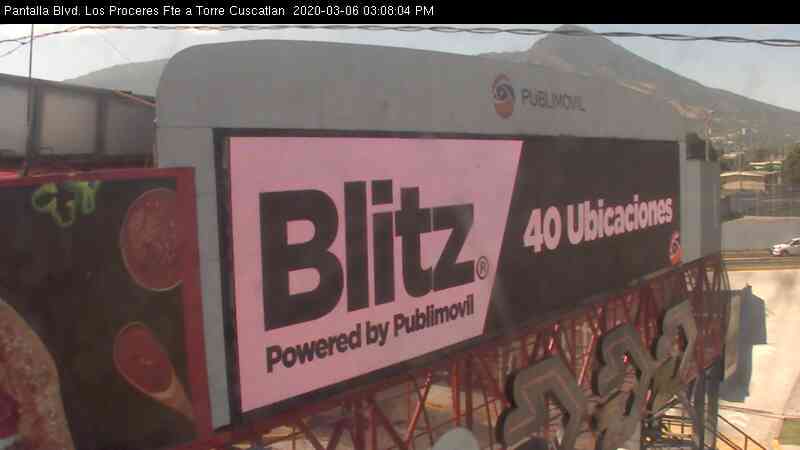 Pantalla Blvd. Los Proceres Fte a Torre Cuscatlan 2020-03-06 03:08:04 PM
PUBLIMOVIL
Blitz®
Powered by Publimovil
40 Ubicaciones